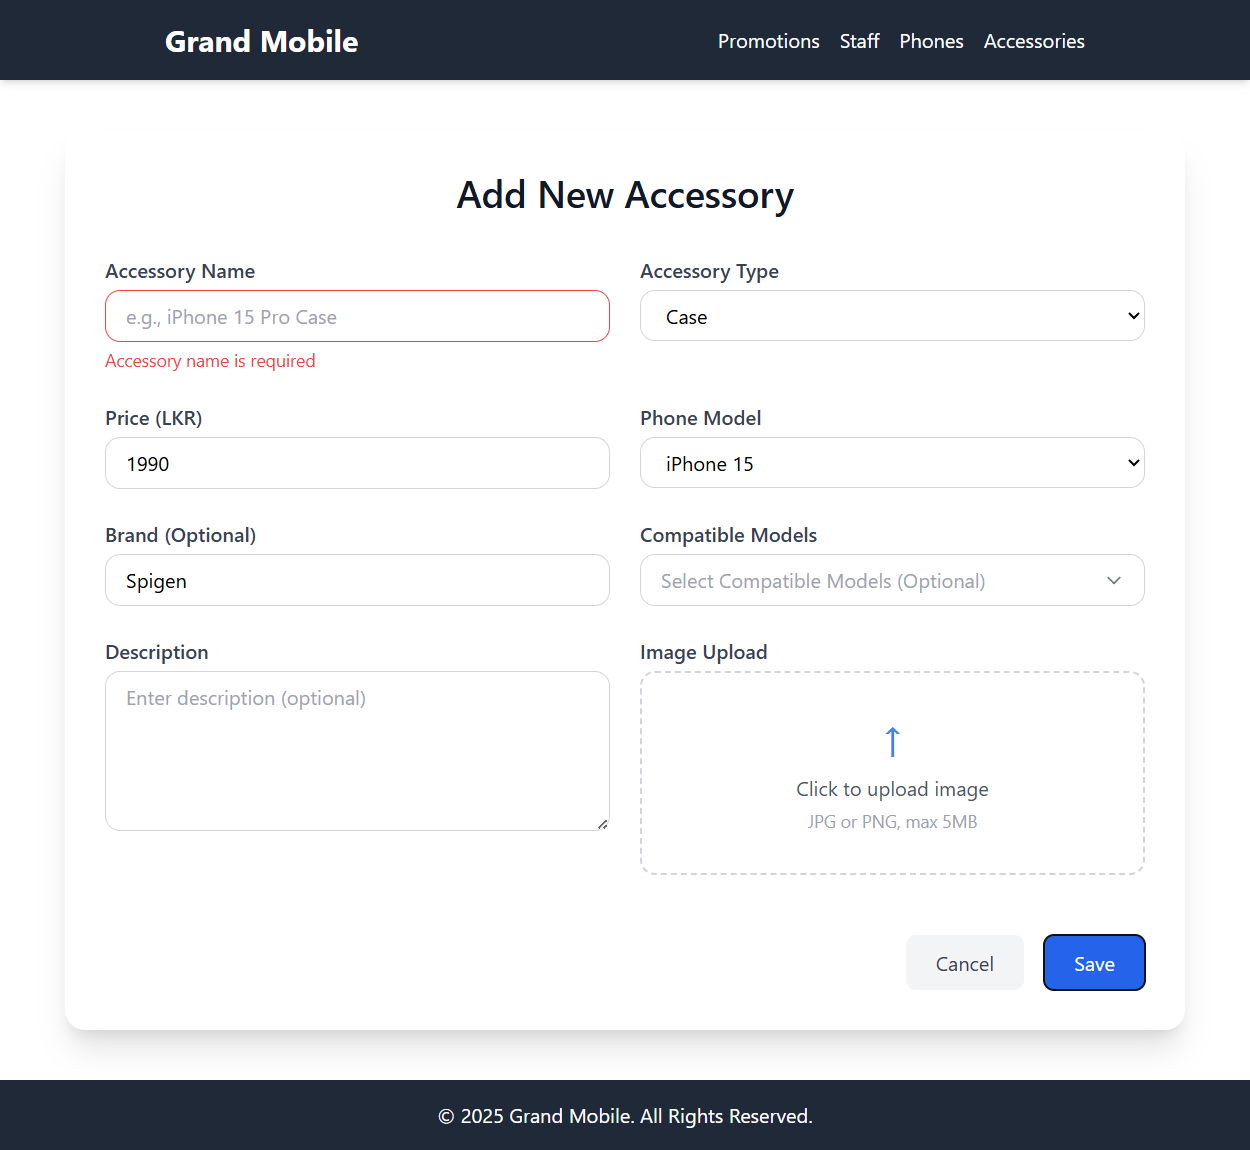 Grand Mobile
Promotions Staff Phones Accessories
Add New Accessory
Accessory Name
e.g., iPhone 15 Pro Case
Accessory name is required
Accessory Type
Case
Price (LKR)
1990
Phone Model
iPhone 15
Brand (Optional)
Spigen
Compatible Models
Select Compatible Models (Optional)
Description
Enter description (optional)
Image Upload
Click to upload image
JPG or PNG, max 5MB
Cancel
Save
© 2025 Grand Mobile. All Rights Reserved.